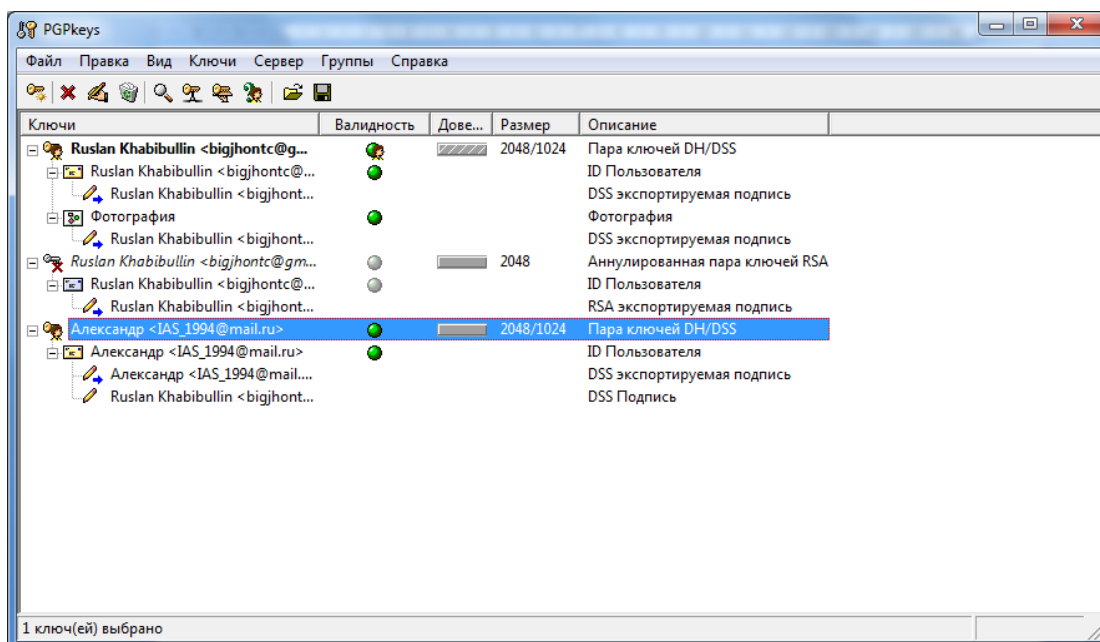 PGPkeys
Файл Правка Вид Ключи Сервер Группы Справка
Ключи Валидность Дове... Размер Описание
Ruslan Khabibullin <bigjhontc@g... 2048/1024 Пара ключей DH/DSS
Ruslan Khabibullin <bigjhontc@... ID Пользователя
Ruslan Khabibullin <bigjhont... DSS экспортируемая подпись
Фотография Фотография
Ruslan Khabibullin <bigjhont... DSS экспортируемая подпись
Ruslan Khabibullin <bigjhontc@gm... 2048 Аннулированная пара ключей RSA
Ruslan Khabibullin <bigjhontc@... ID Пользователя
Ruslan Khabibullin <bigjhont... RSA экспортируемая подпись
Александр <IAS_1994@mail.ru> 2048/1024 Пара ключей DH/DSS
Александр <IAS_1994@mail.ru> ID Пользователя
Александр <IAS_1994@mail.... DSS экспортируемая подпись
Ruslan Khabibullin <bigjhont... DSS Подпись
1 ключ(ей) выбрано